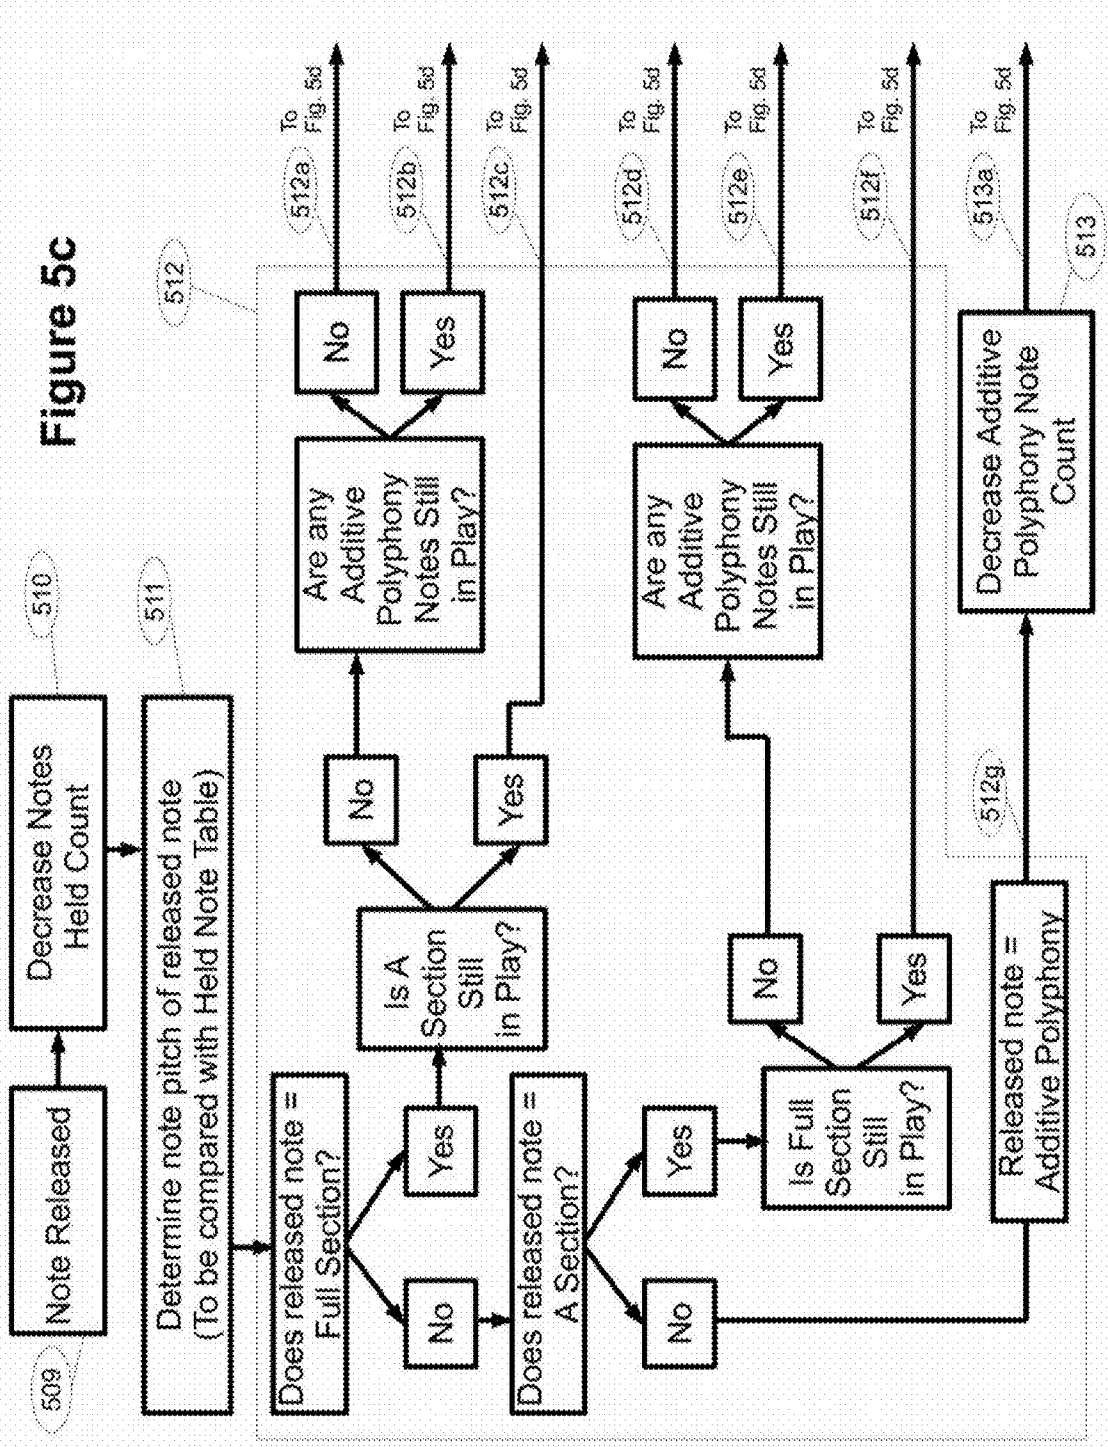 Figure 5c
509
Note Released
Decrease Notes
Held Count
510
Determine note pitch of released note
(To be compared with Held Note Table)
511
512
Does released note =
Full Section?
No
Yes
Is A
Section
Still
in Play?
No
Yes
Are any
Additive
Polyphony
Notes Still
in Play?
No
Yes
512a
To
Fig. 5d
512b
To
Fig. 5d
512c
To
Fig. 5d
Does released note =
A Section?
No
Yes
Is Full
Section
Still
in Play?
No
Yes
Are any
Additive
Polyphony
Notes Still
in Play?
No
Yes
512d
To
Fig. 5d
512e
To
Fig. 5d
512f
To
Fig. 5d
Released note =
Additive Polyphony
512g
Decrease Additive
Polyphony Note
Count
513
513a
To
Fig. 5d